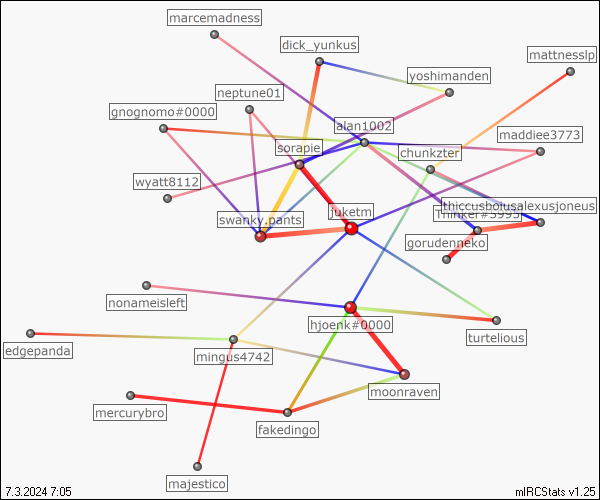 marcemadness
dick_yunkus
mattnesslp
yoshimanden
neptune01
gnognomo#0000
alan1002
maddiee3773
sorapie
chunkzter
wyatt8112
thiccusbolusalexusjoneus
juketm
swanky.pants
Thinker#5995
gorudenneko
nonameisleft
hjoenk#0000
turtelious
edgepanda
mingus4742
moonraven
mercurybro
fakedingo
majestico
7.3.2024 7:05
mIRCStats v1.25